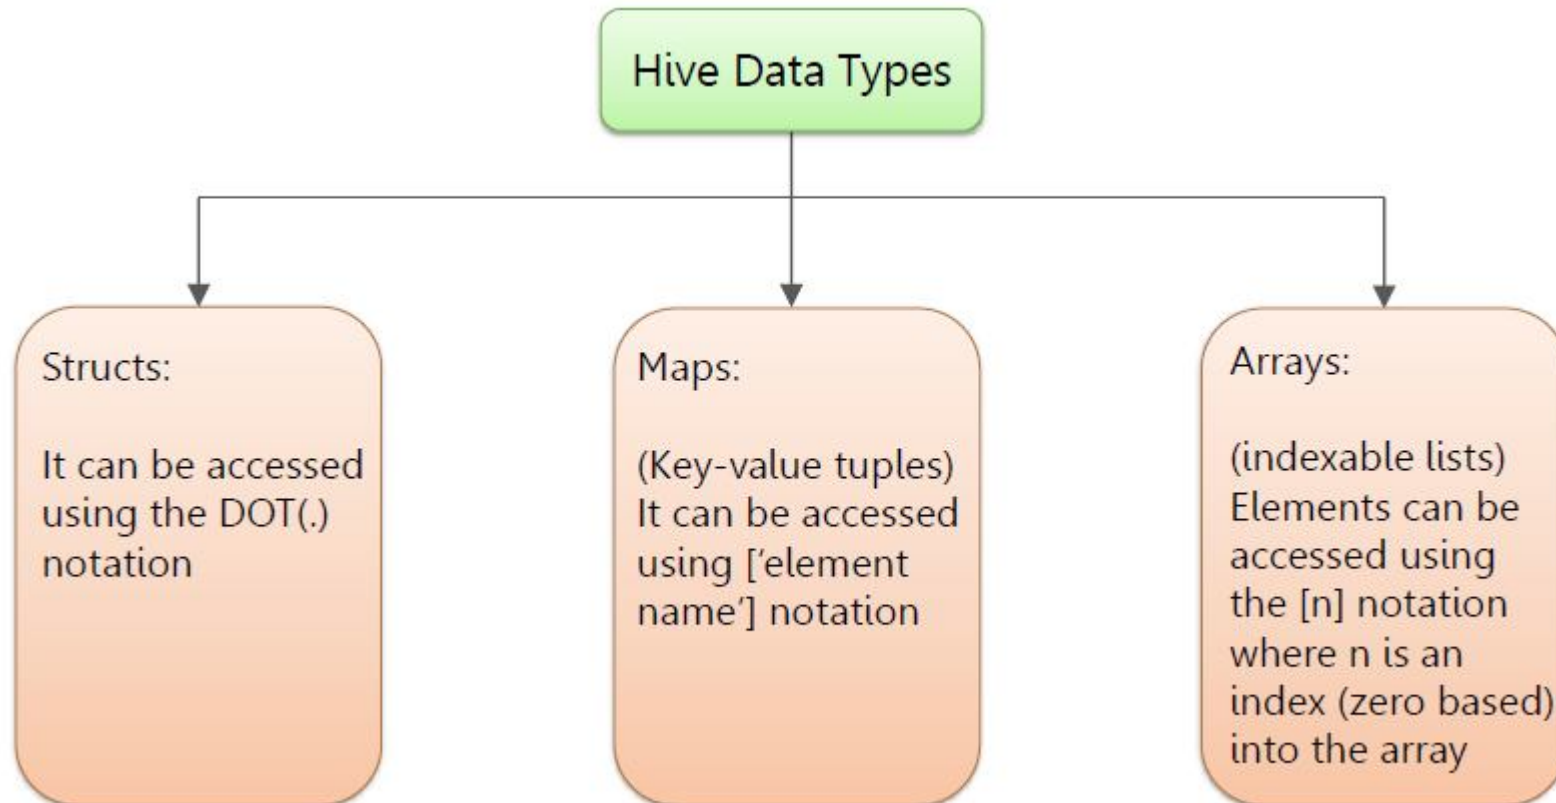 Hive Data Types
Structs:
It can be accessed
using the DOT(.)
notation
Maps:
(Key-value tuples)
It can be accessed
using [‘element
name’] notation
Arrays:
(indexable lists)
Elements can be
accessed using
the [n] notation
where n is an
index (zero based)
into the array